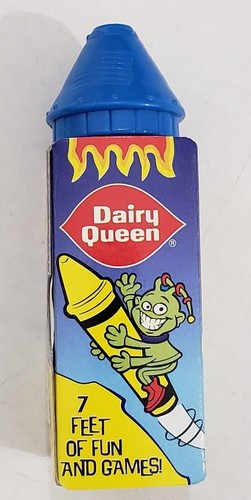 Dairy
Queen®
7
FEET
OF FUN
AND GAMES!